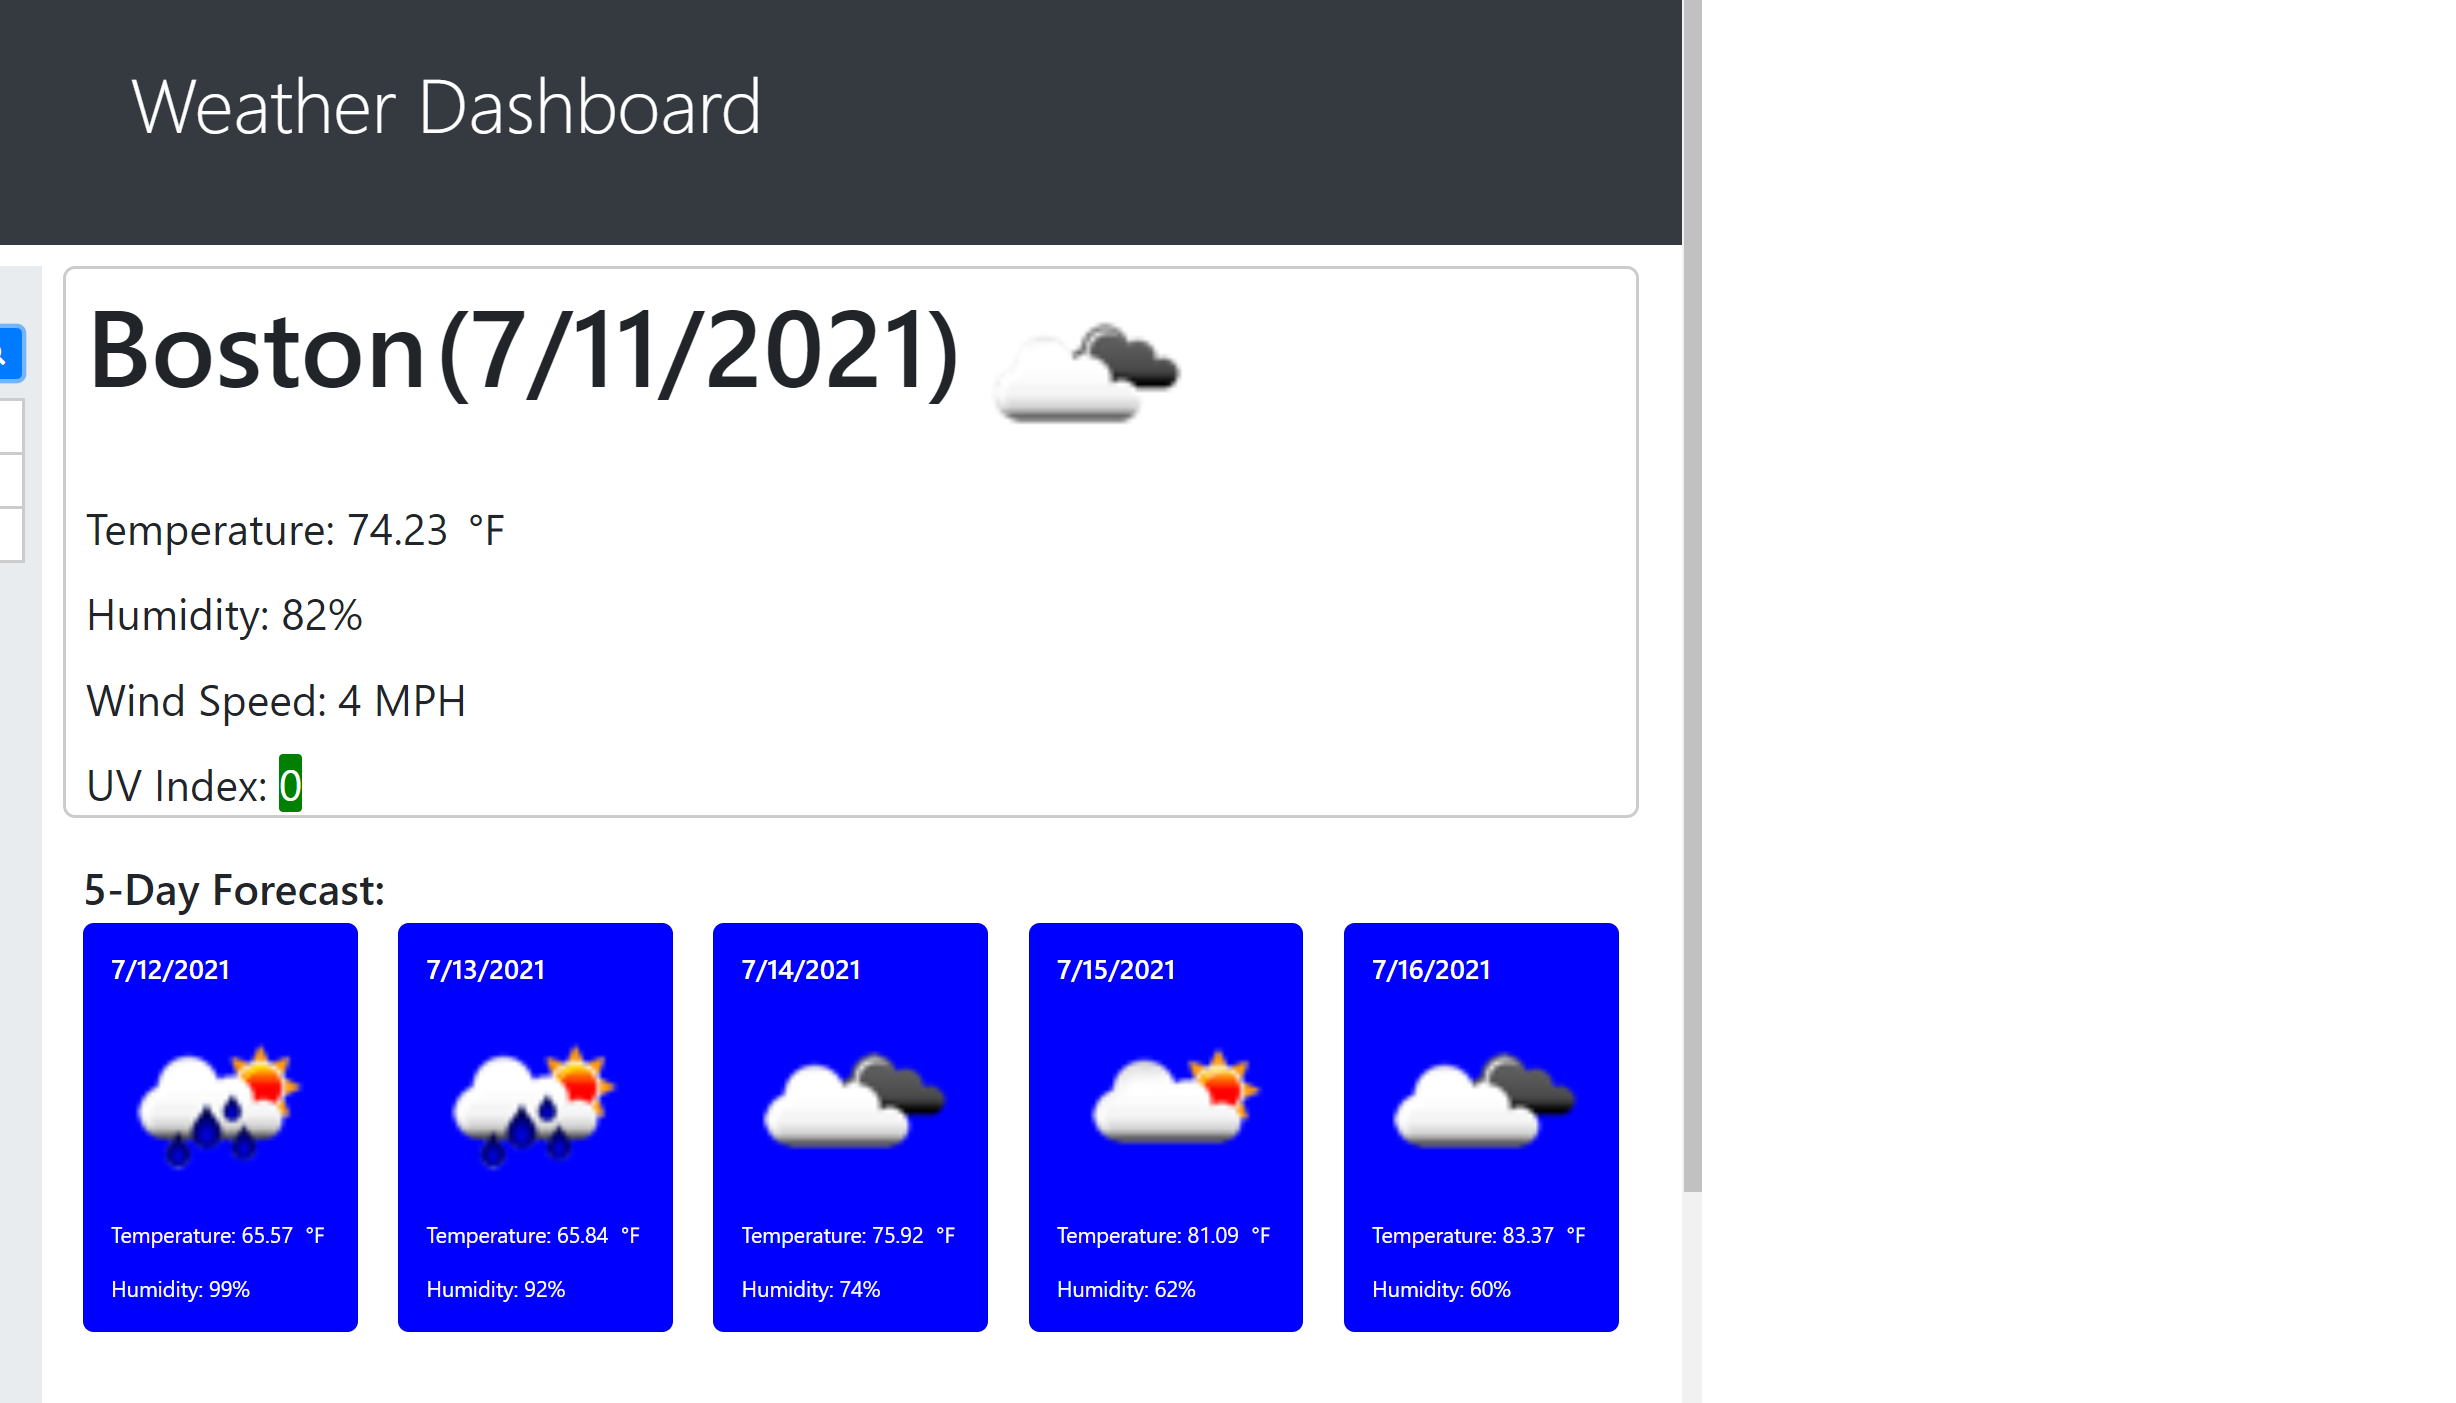 Weather Dashboard
Boston (7/11/2021)
Temperature: 74.23 °F
Humidity: 82%
Wind Speed: 4 MPH
UV Index: 0
5-Day Forecast:
7/12/2021
Temperature: 65.57 °F
Humidity: 99%
7/13/2021
Temperature: 65.84 °F
Humidity: 92%
7/14/2021
Temperature: 75.92 °F
Humidity: 74%
7/15/2021
Temperature: 81.09 °F
Humidity: 62%
7/16/2021
Temperature: 83.37 °F
Humidity: 60%